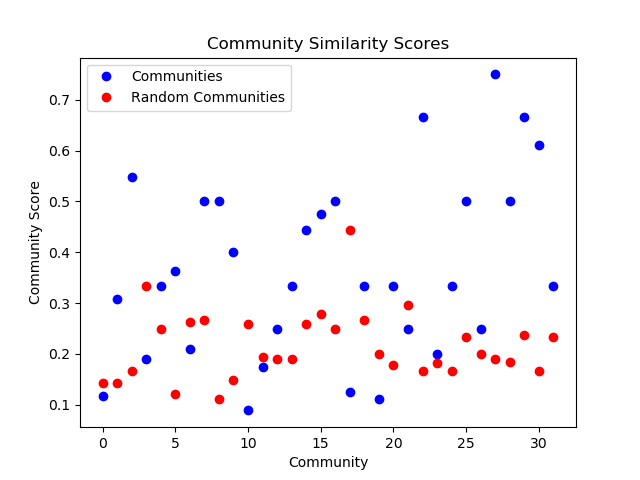 Community Similarity Scores
Communities
Random Communities
0.7
0.6
0.5
0.4
0.3
0.2
0.1
Community Score
0 5 10 15 20 25 30
Community